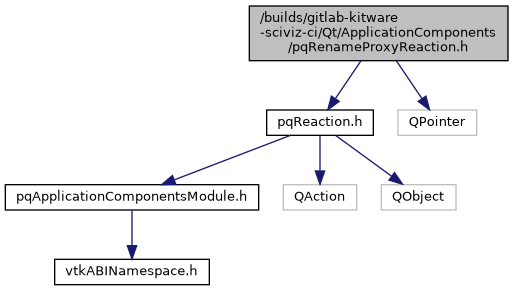 /builds/gitlab-kitware
-sciviz-ci/Qt/ApplicationComponents
/pqRenameProxyReaction.h
pqReaction.h
QPointer
pqApplicationComponentsModule.h
QAction
QObject
vtkABINamespace.h